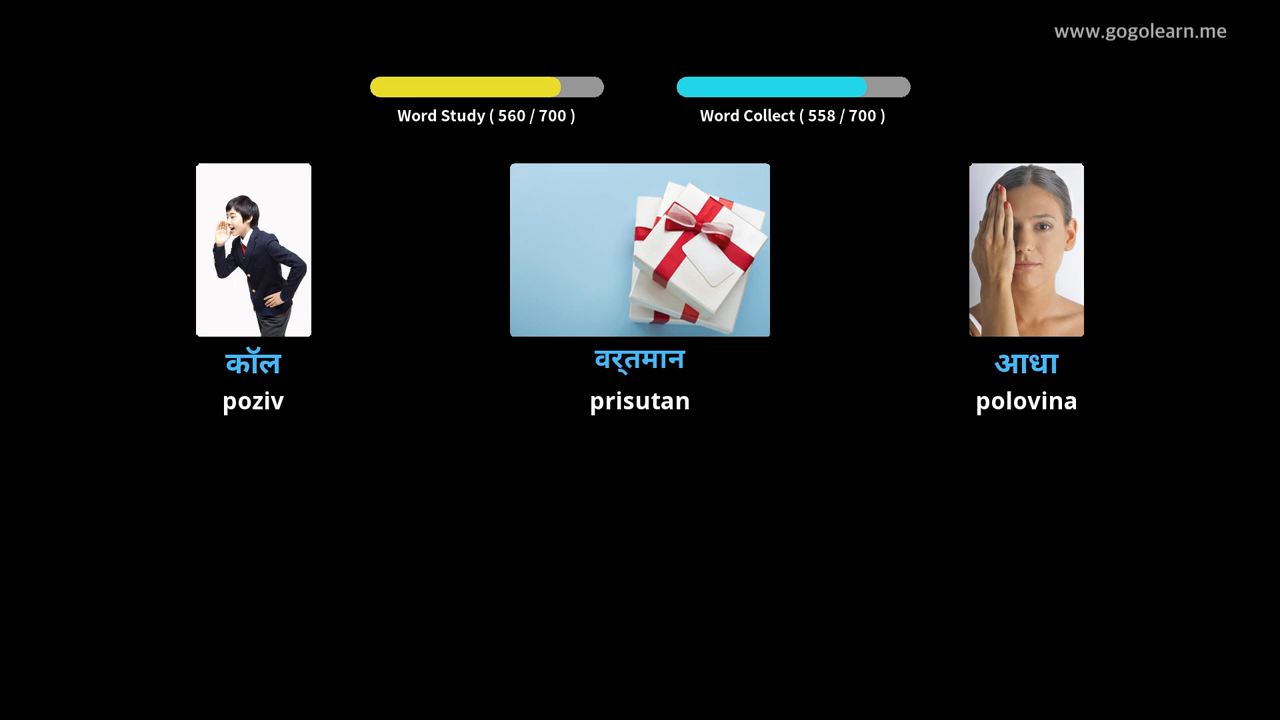 www.gogolearn.me
Word Study ( 560 / 700 )
Word Collect ( 558 / 700 )
कॉल
वर्‌तमान
आधा
poziv
prisutan
polovina